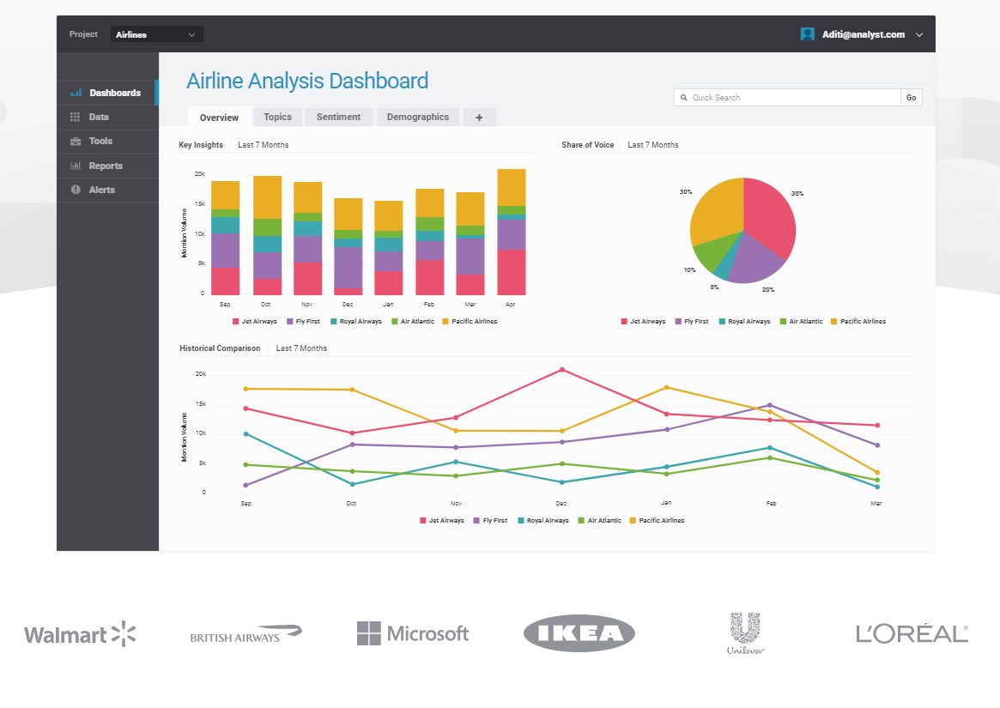 Project Airlines Aditi@analyst.com
Dashboards
Data
Tools
Reports
Alerts
Airline Analysis Dashboard
Quick Search Go
Overview Topics Sentiment Demographics +
Key Insights Last 7 Months
Mention Volume
20k
15k
10k
5k
0
Sep Oct Nov Dec Jan Feb Mar Apr
Jet Airways Fly First Royal Airways Air Atlantic Pacific Airlines
Share of Voice Last 7 Months
30% 35%
10%
5%
20%
Jet Airways Fly First Royal Airways Air Atlantic Pacific Airlines
Historical Comparison Last 7 Months
Mention Volume
20k
15k
10k
5k
0
Sep Oct Nov Dec Jan Feb Mar
Jet Airways Fly First Royal Airways Air Atlantic Pacific Airlines
Walmart BRITISH AIRWAYS Microsoft IKEA Unilever L'ORÉAL